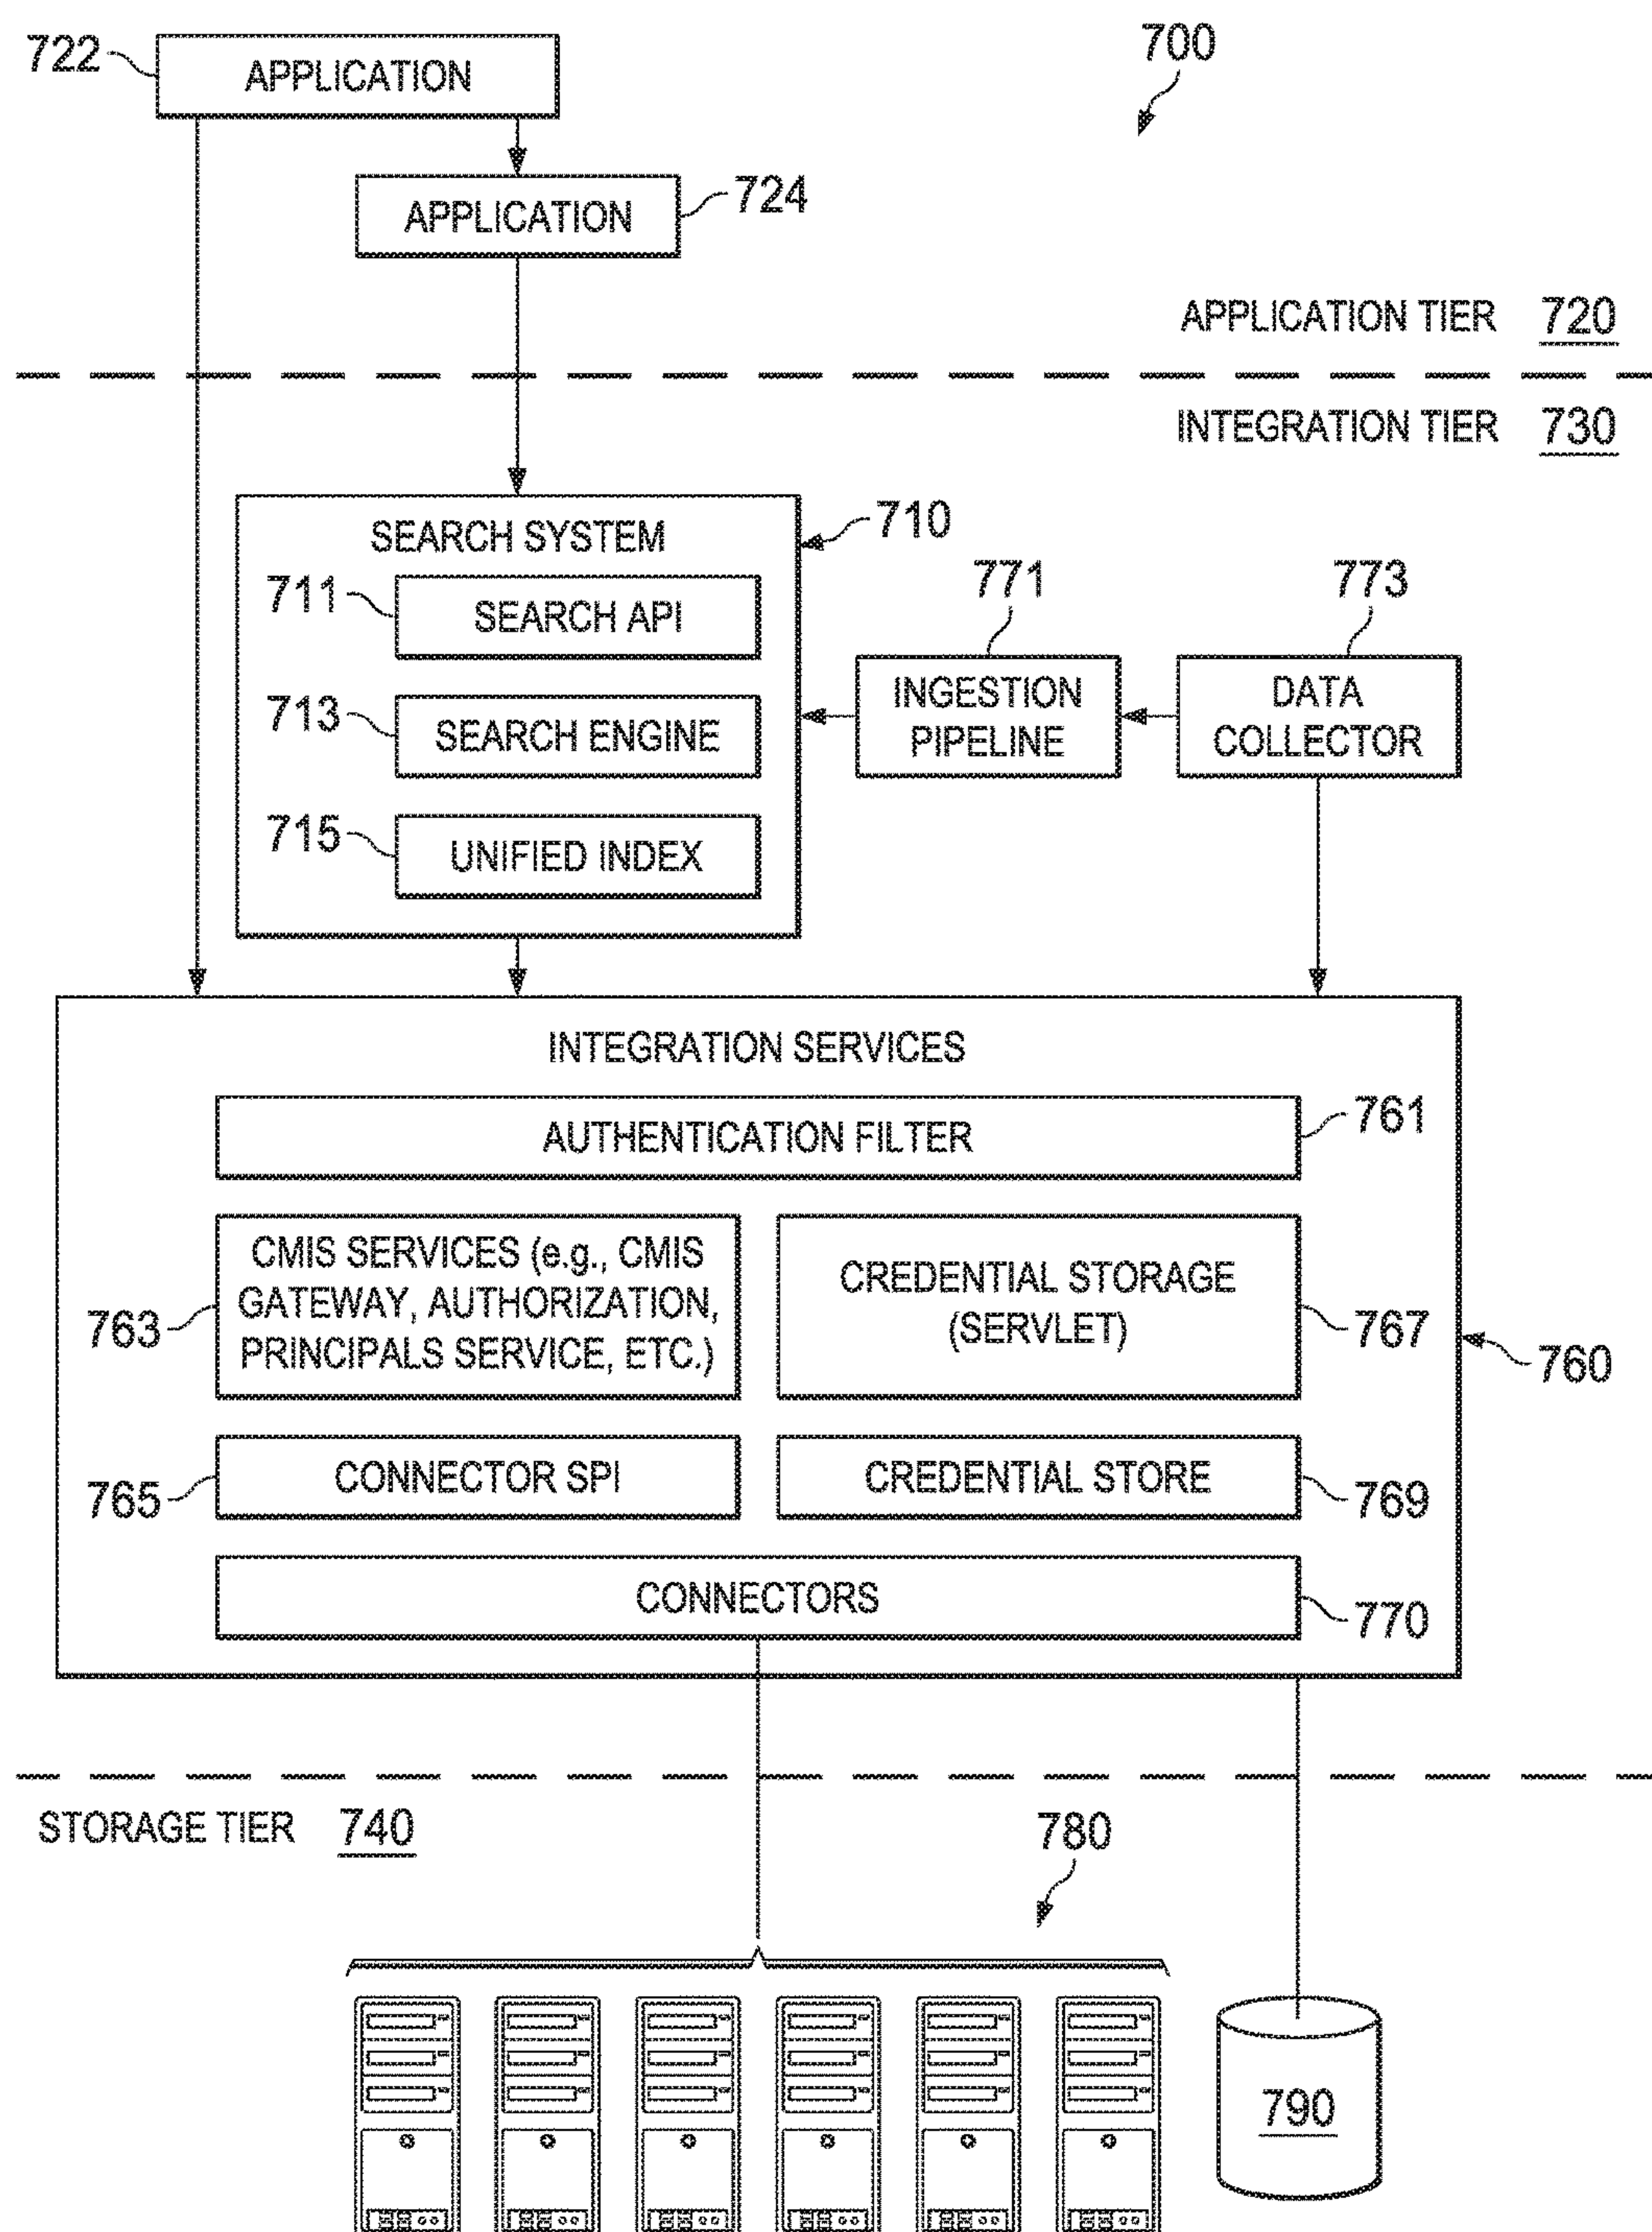 722
APPLICATION
700
APPLICATION
724
APPLICATION TIER 720
INTEGRATION TIER 730
SEARCH SYSTEM
710
711
SEARCH API
771
773
713
SEARCH ENGINE
INGESTION
PIPELINE
DATA
COLLECTOR
715
UNIFIED INDEX
INTEGRATION SERVICES
AUTHENTICATION FILTER
761
CMIS SERVICES (e.g., CMIS
GATEWAY, AUTHORIZATION,
PRINCIPALS SERVICE, ETC.)
763
CREDENTIAL STORAGE
(SERVLET)
767
760
765
CONNECTOR SPI
CREDENTIAL STORE
769
CONNECTORS
770
STORAGE TIER 740
780
790